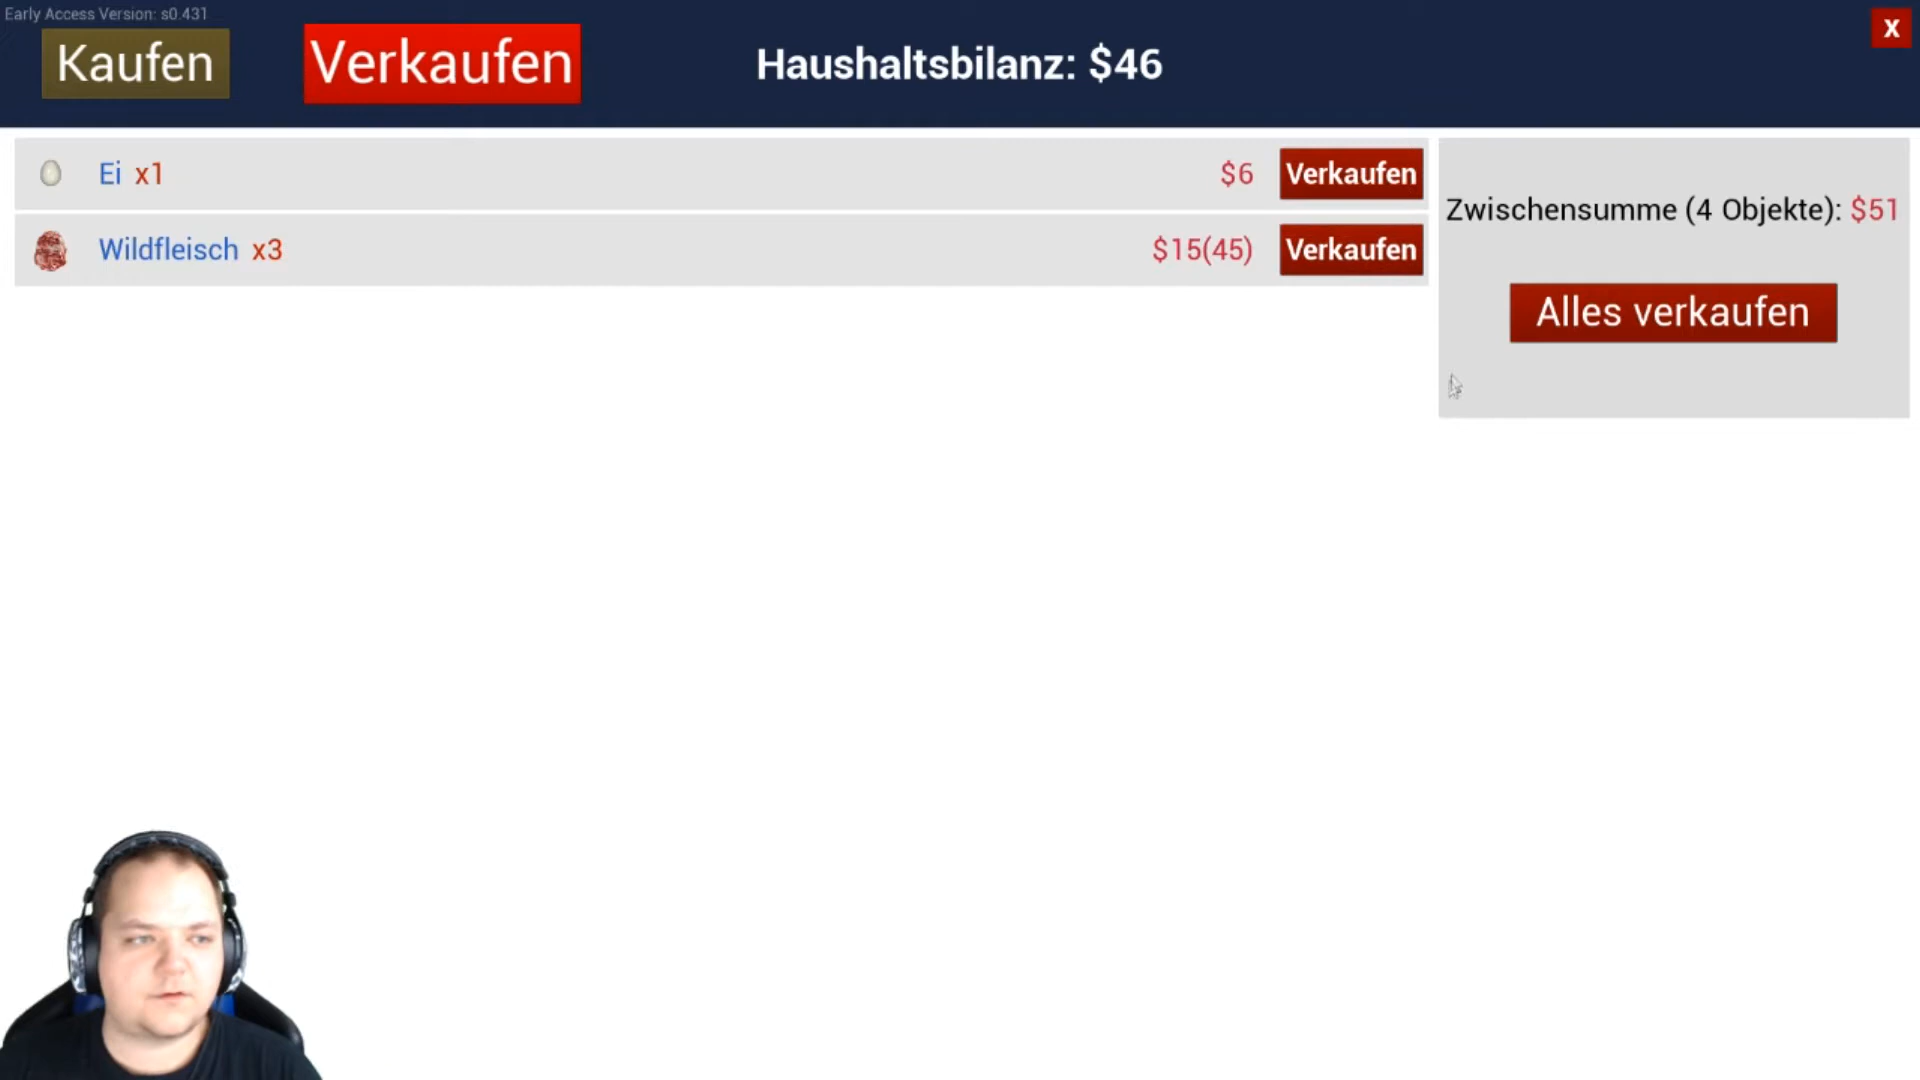 Early Access Version: s0.431
Kaufen
Verkaufen
Haushaltsbilanz: $46
X
Ei x1
$6
Verkaufen
Wildfleisch x3
$15(45)
Verkaufen
Zwischensumme (4 Objekte): $51
Alles verkaufen